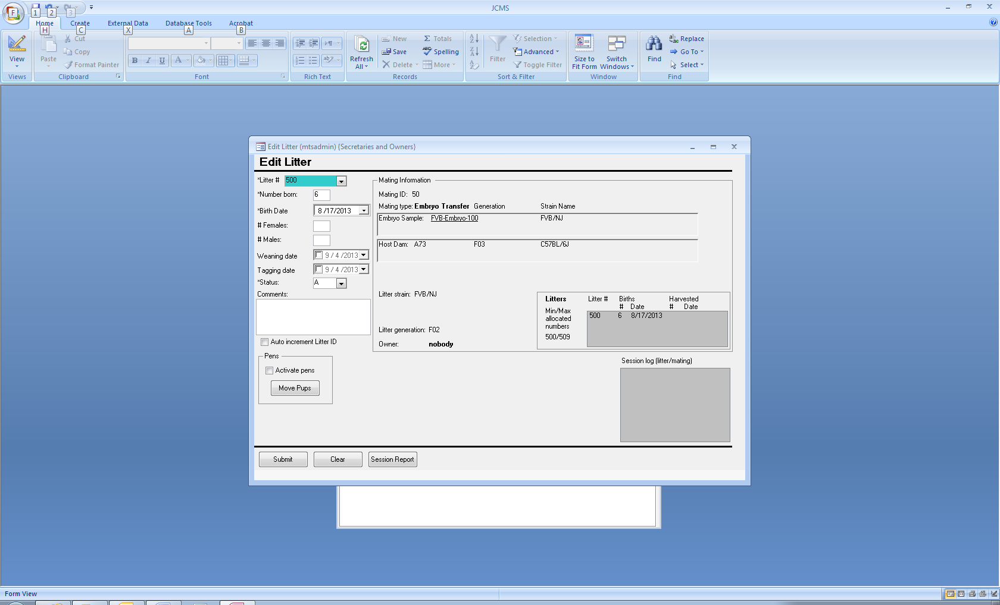 JCMS
F 1 2 3
Home Create External Data Database Tools Acrobat
H C X A B
View
Views
Paste
Cut
Copy
Format Painter
Clipboard
B I U A
Font
Rich Text
Refresh
All
New
Save
Delete
Totals
Spelling
More
Records
Filter
Selection
Advanced
Toggle Filter
Sort & Filter
Size to
Fit Form
Switch
Windows
Window
Find
Replace
Go To
Select
Find
Edit Litter (mtsadmin) {Secretaries and Owners}
Edit Litter
*Litter # 500
*Number born: 6
*Birth Date 8 /17/2013
# Females:
# Males:
Weaning date 9 / 4 /2013
Tagging date 9 / 4 /2013
*Status: A
Comments:
Auto increment Litter ID
Pens
Activate pens
Move Pups
Mating Information
Mating ID: 50
Mating type: Embryo Transfer Generation Strain Name
Embryo Sample: FVB-Embryo-100 FVB/NJ
Host Dam: A73 F03 C57BL/6J
Litter strain: FVB/NJ
Litter generation: F02
Owner: nobody
Litters
Min/Max
allocated
numbers
500/509
Litter # Births Harvested
# Date # Date
500 6 8/17/2013
Session log (litter/mating)
Submit Clear Session Report
Form View